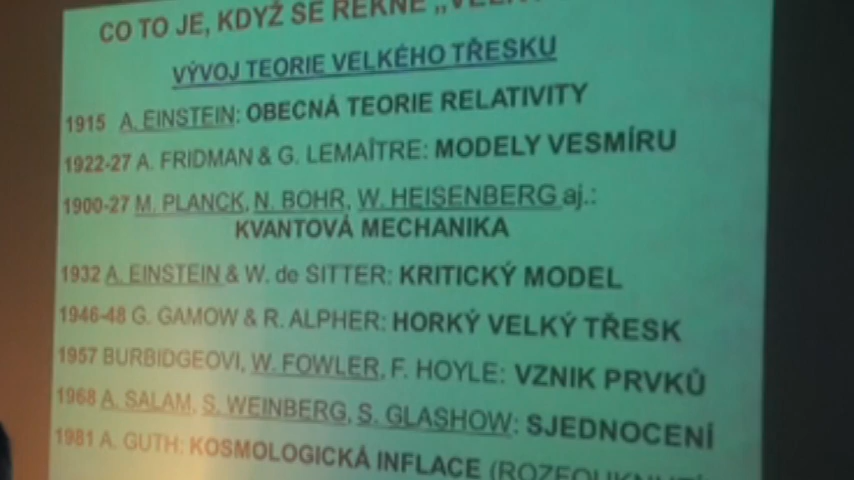 CO TO JE, KDYŽ SE ŘEKNE
VÝVOJ TEORIE VELKÉHO TŘESKU
1915 A. EINSTEIN: OBECNÁ TEORIE RELATIVITY
1922-27 A. FRIDMAN & G. LEMAÎTRE: MODELY VESMÍRU
1900-27 M. PLANCK, N. BOHR, W. HEISENBERG aj.:
KVANTOVÁ MECHANIKA
1932 A. EINSTEIN & W. de SITTER: KRITICKÝ MODEL
1946-48 G. GAMOW & R. ALPHER: HORKÝ VELKÝ TŘESK
1957 BURBIDGEOVI, W. FOWLER, F. HOYLE: VZNIK PRVKŮ
1968 A. SALAM, S. WEINBERG, S. GLASHOW: SJEDNOCENÍ
1981 A. GUTH: KOSMOLOGICKÁ INFLACE